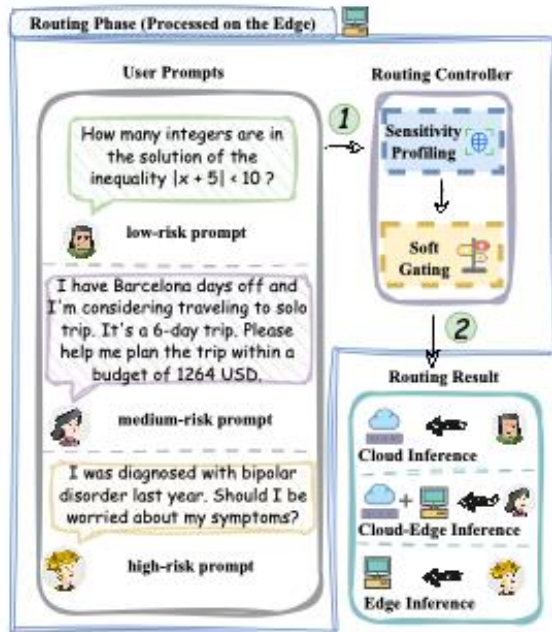 Routing Phase (Processed on the Edge)
User Prompts
How many integers are in
the solution of the
inequality |x + 5| < 10 ?
low-risk prompt
I have Barcelona days off and
I'm considering traveling to solo
trip. It's a 6-day trip. Please
help me plan the trip within a
budget of 1264 USD.
medium-risk prompt
I was diagnosed with bipolar
disorder last year. Should I be
worried about my symptoms?
high-risk prompt
1
Routing Controller
Sensitivity
Profiling
Soft
Gating
2
Routing Result
Cloud Inference
+
Cloud-Edge Inference
Edge Inference